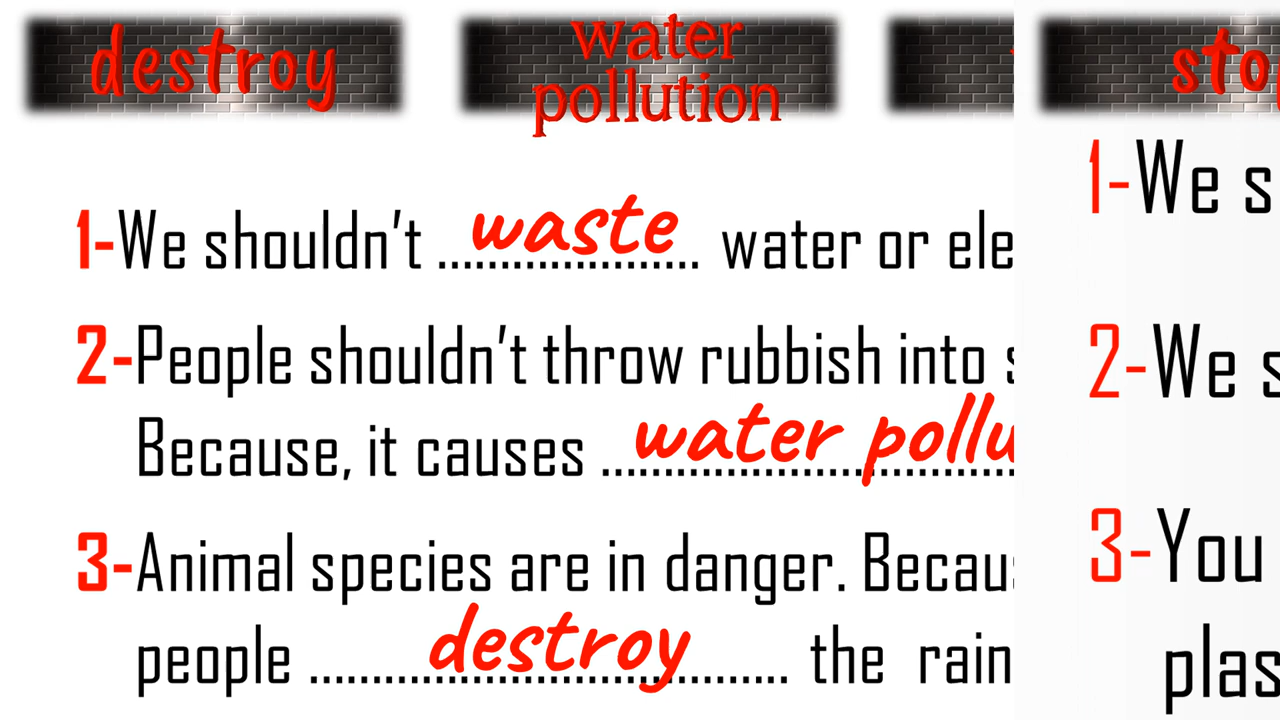 destroy
water
pollution
1-We shouldn't ... waste ... water or ele
2-People shouldn't throw rubbish into s
Because, it causes ... water pollu
3-Animal species are in danger. Becau
people ... destroy ... the rain
sto
1-We s
2-We s
3-You
plas